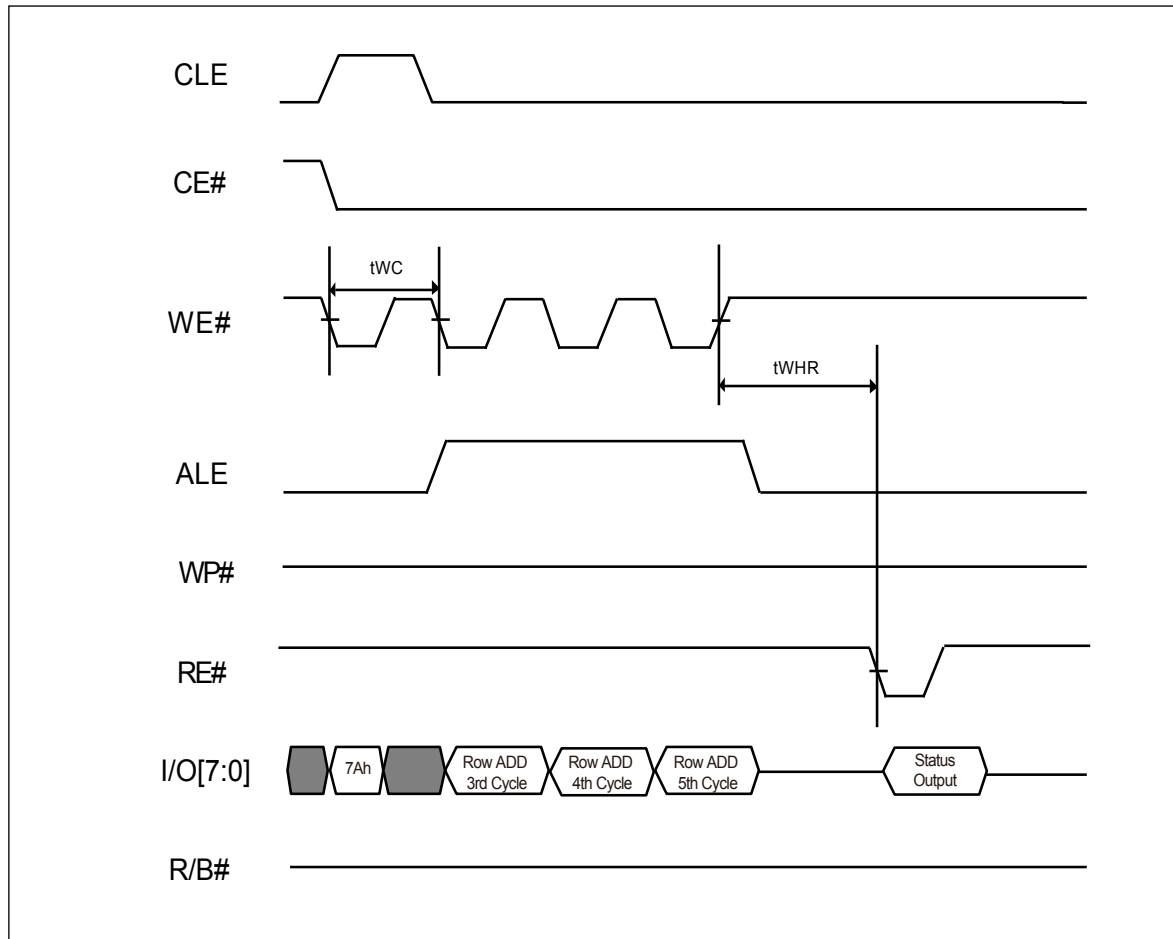 CLE
CE#
tWC
WE#
tWHR
ALE
WP#
RE#
I/O[7:0]
7Ah
Row ADD
3rd Cycle
Row ADD
4th Cycle
Row ADD
5th Cycle
Status
Output
R/B#